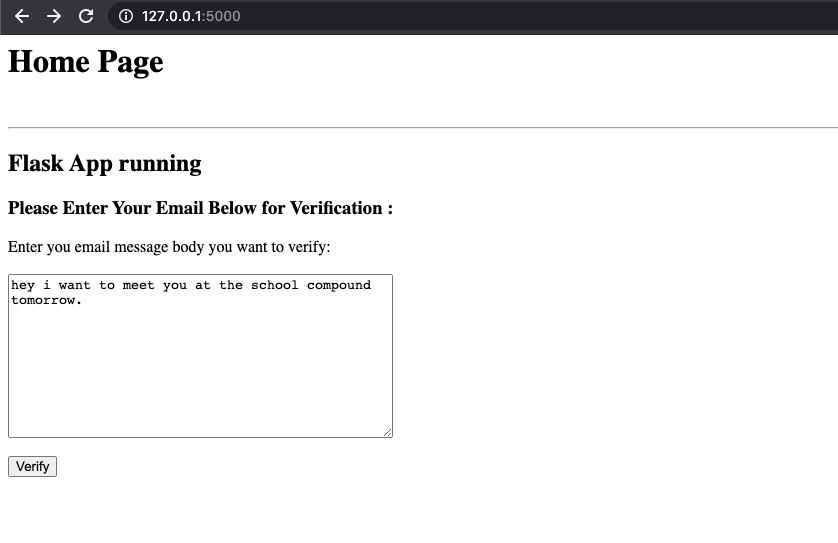 127.0.0.1:5000
Home Page
Flask App running
Please Enter Your Email Below for Verification :
Enter you email message body you want to verify:
hey i want to meet you at the school compound
tomorrow.
Verify